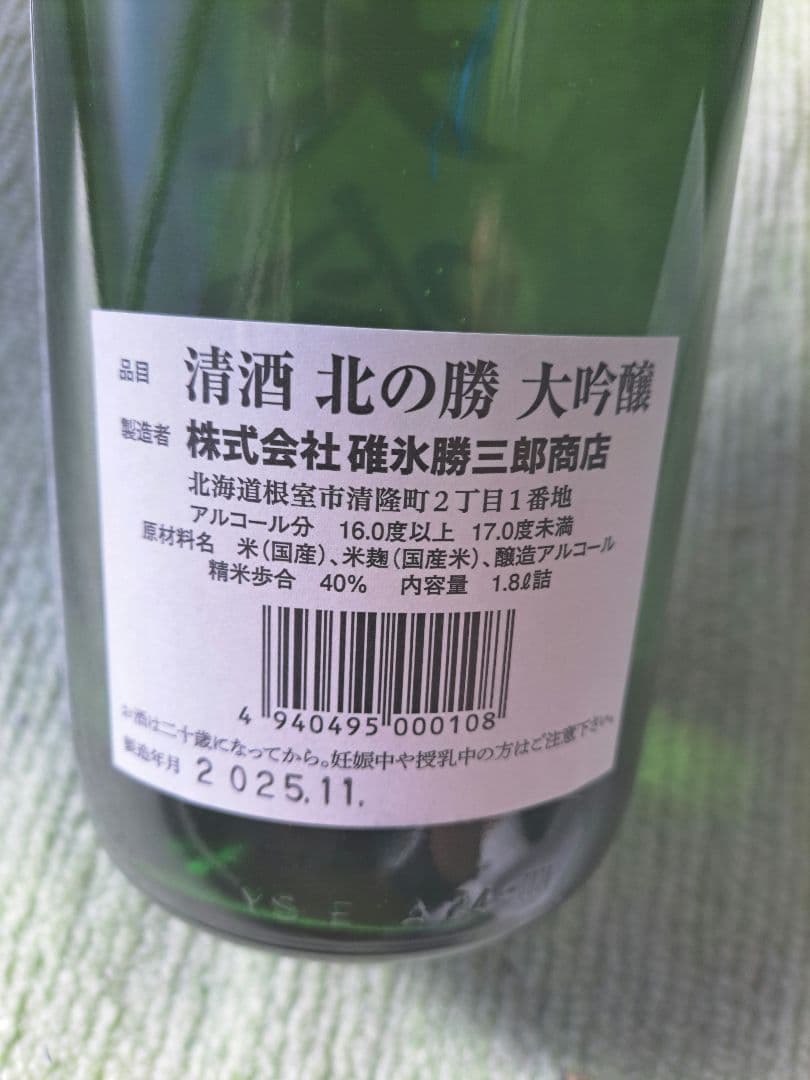 品目 清酒 北の勝 大吟醸
製造者 株式会社 碓氷勝三郎商店
北海道根室市清隆町2丁目1番地
アルコール分 16.0度以上 17.0度未満
原材料名 米(国産)、米麹(国産米)、醸造アルコール
精米歩合 40% 内容量 1.8ℓ詰
4 940495 000108
お酒は二十歳になってから。妊娠中や授乳中の方はご注意下さい。
製造年月 2025.11.